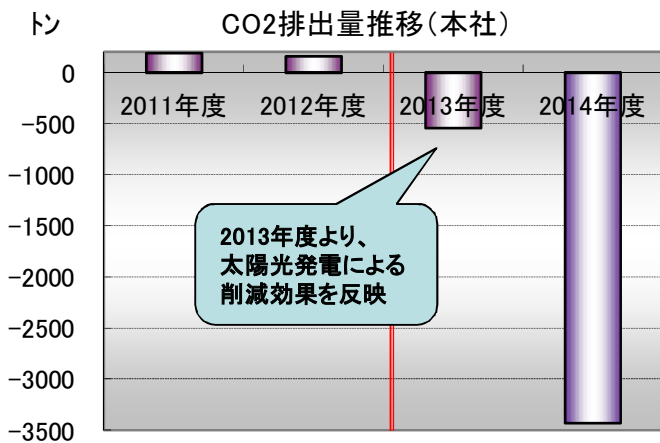 トン
CO2排出量推移(本社)
0
-500
-1000
-1500
-2000
-2500
-3000
-3500
2011年度
2012年度
2013年度
2014年度
2013年度より、
太陽光発電による
削減効果を反映